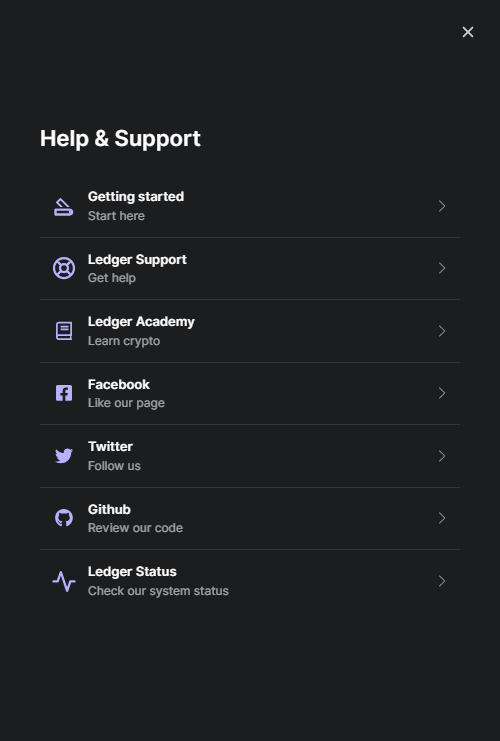 Help & Support
Getting started
Start here
Ledger Support
Get help
Ledger Academy
Learn crypto
Facebook
Like our page
Twitter
Follow us
Github
Review our code
Ledger Status
Check our system status